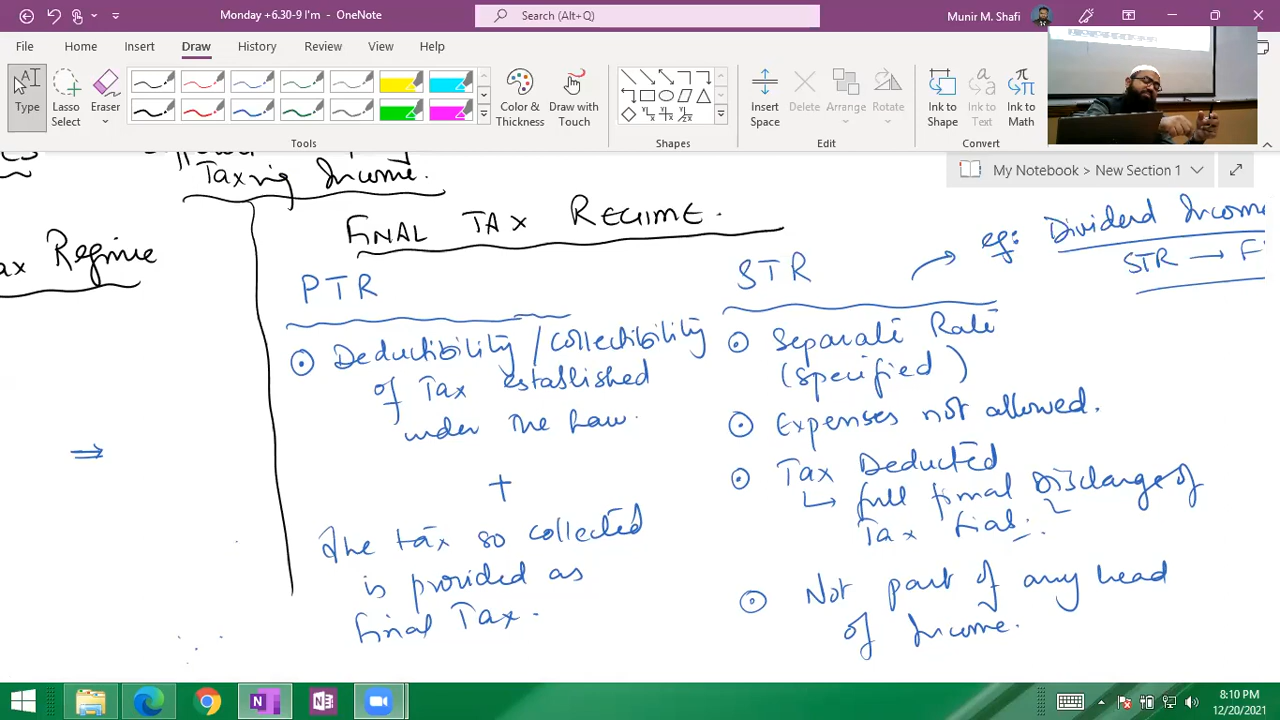 Monday +6.30-9 I'm - OneNote
Search (Alt+Q)
Munir M. Shafi
File Home Insert Draw History Review View Help
Type
Lasso Select
Eraser
Color & Thickness
Draw with Touch
Insert Space
Delete
Arrange
Rotate
Ink to Shape
Ink to Text
Ink to Math
Tools
Shapes
Edit
Convert
My Notebook > New Section 1
Taxing Income.
Tax Regime
⇒
FINAL TAX REGIME.
PTR
Deductibility / collectibility
of Tax established
under the Law.
+
The tax so collected
is provided as
final Tax.
STR
eg: Dividend Income
STR → F
Separate Rate
(specified)
Expenses not allowed.
Tax Deducted
↳ full final Discharge of
Tax Liab:
Not part of any head
of Income.
8:10 PM
12/20/2021